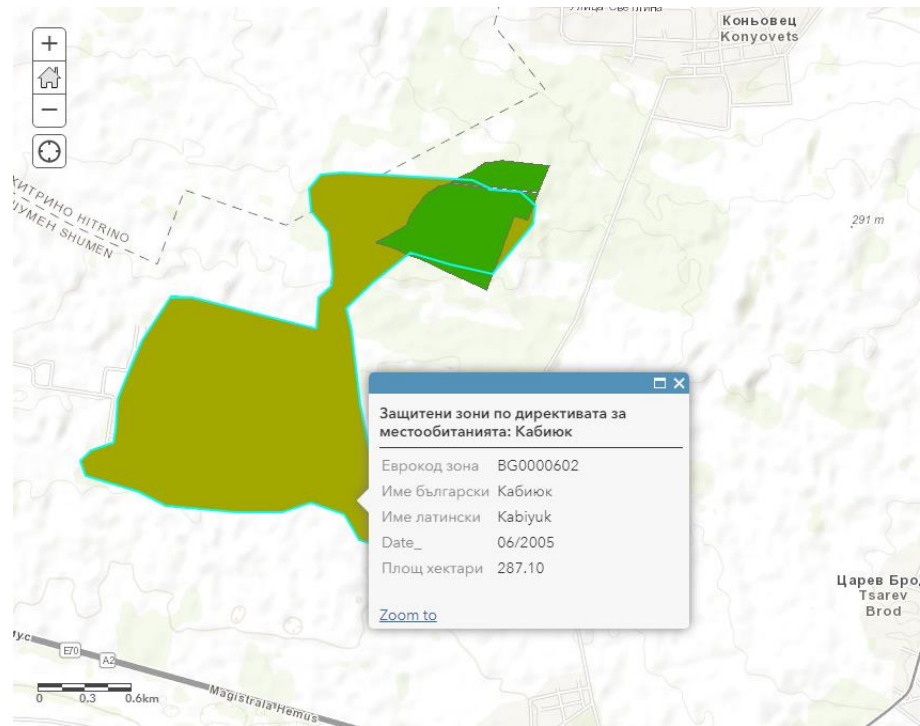 Коньовец
Konyovets
ХИТРИНО HITRINO
ШУМЕН SHUMEN
291 m
Защитени зони по директивата за
местообитанията: Кабиюк
Еврокод зона BG0000602
Име български Кабиюк
Име латински Kabiyuk
Date_ 06/2005
Площ хектари 287.10
Zoom to
Царев Брод
Tsarev
Brod
E70
A2
Magistrala Hemus
0 0.3 0.6km